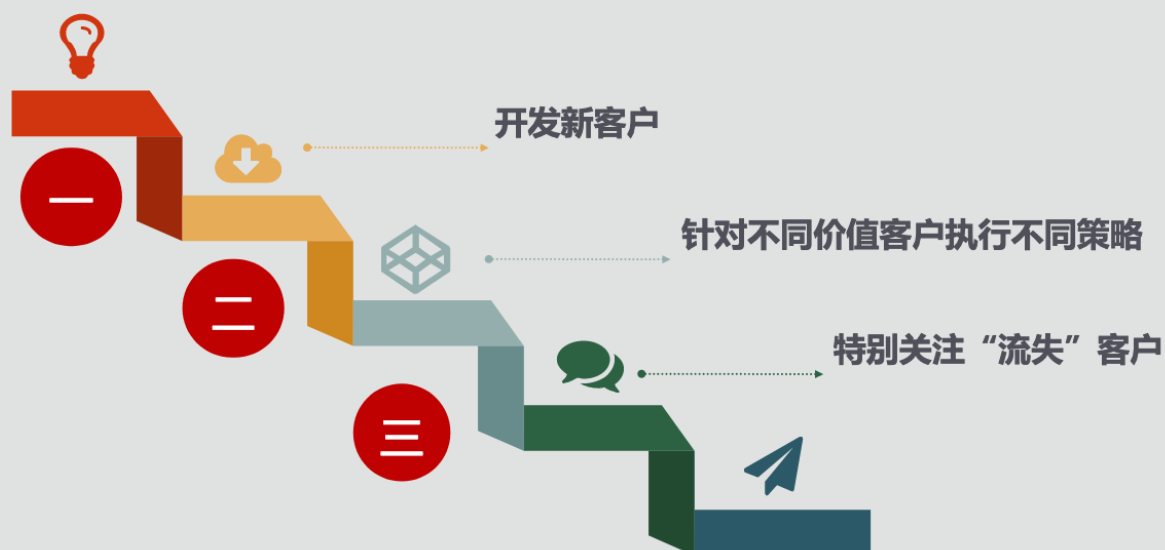 一
开发新客户
二
针对不同价值客户执行不同策略
三
特别关注“流失”客户